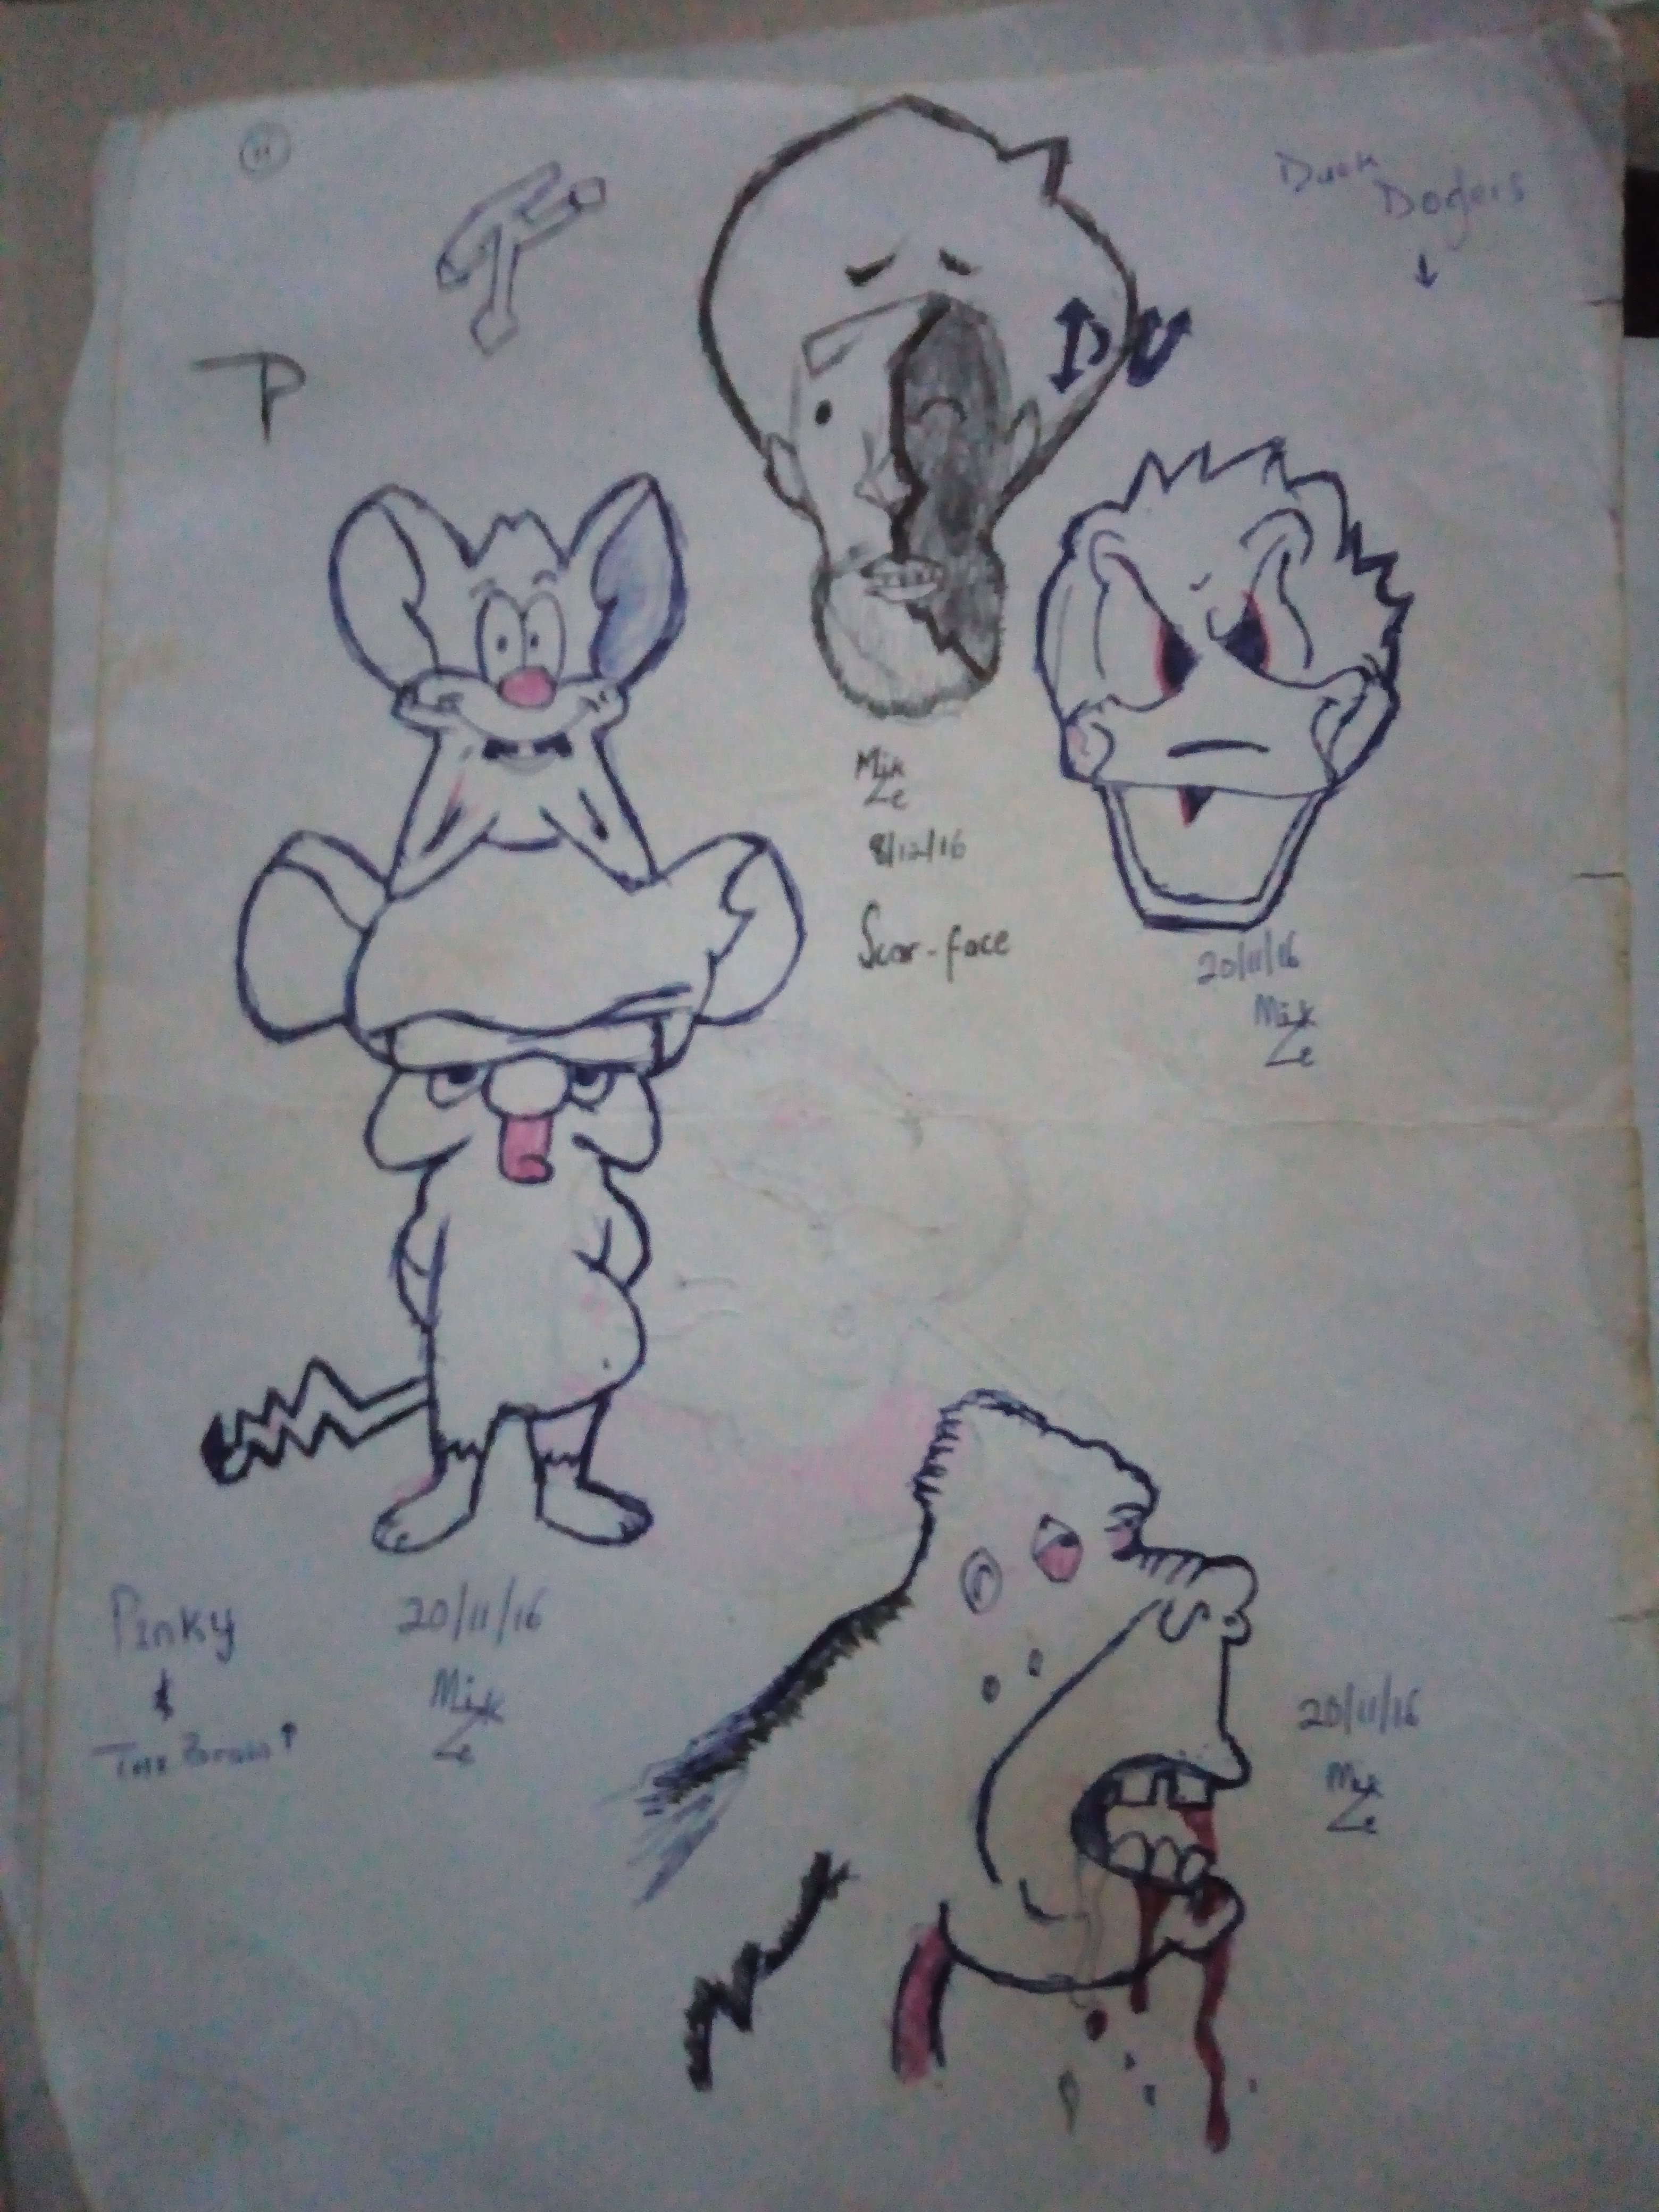 11
T
Duck
Dogers
P
Mik
Ze
8/12/16
Scar-face
20/11/16
Mik
Ze
Pinky
&
The Brain
20/11/16
Mik
Ze
20/11/16
Mik
Ze